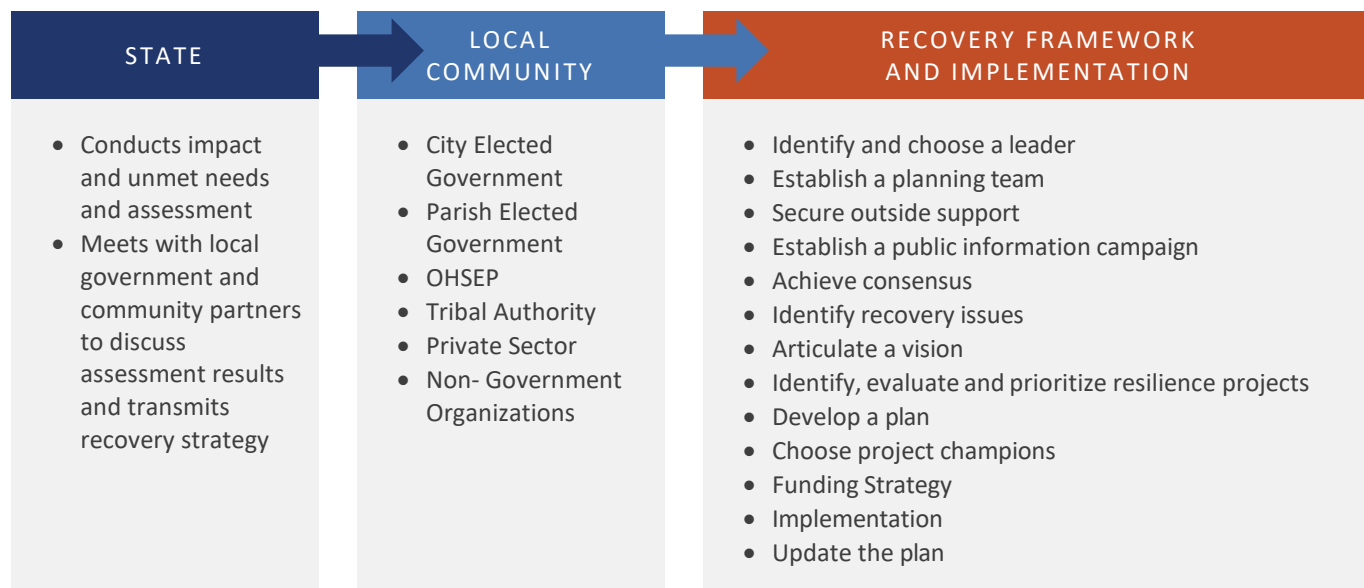 STATE
• Conducts impact
and unmet needs
and assessment
• Meets with local
government and
community partners
to discuss
assessment results
and transmits
recovery strategy
LOCAL
COMMUNITY
• City Elected
Government
• Parish Elected
Government
• OHSEP
• Tribal Authority
• Private Sector
• Non- Government
Organizations
RECOVERY FRAMEWORK
AND IMPLEMENTATION
• Identify and choose a leader
• Establish a planning team
• Secure outside support
• Establish a public information campaign
• Achieve consensus
• Identify recovery issues
• Articulate a vision
• Identify, evaluate and prioritize resilience projects
• Develop a plan
• Choose project champions
• Funding Strategy
• Implementation
• Update the plan